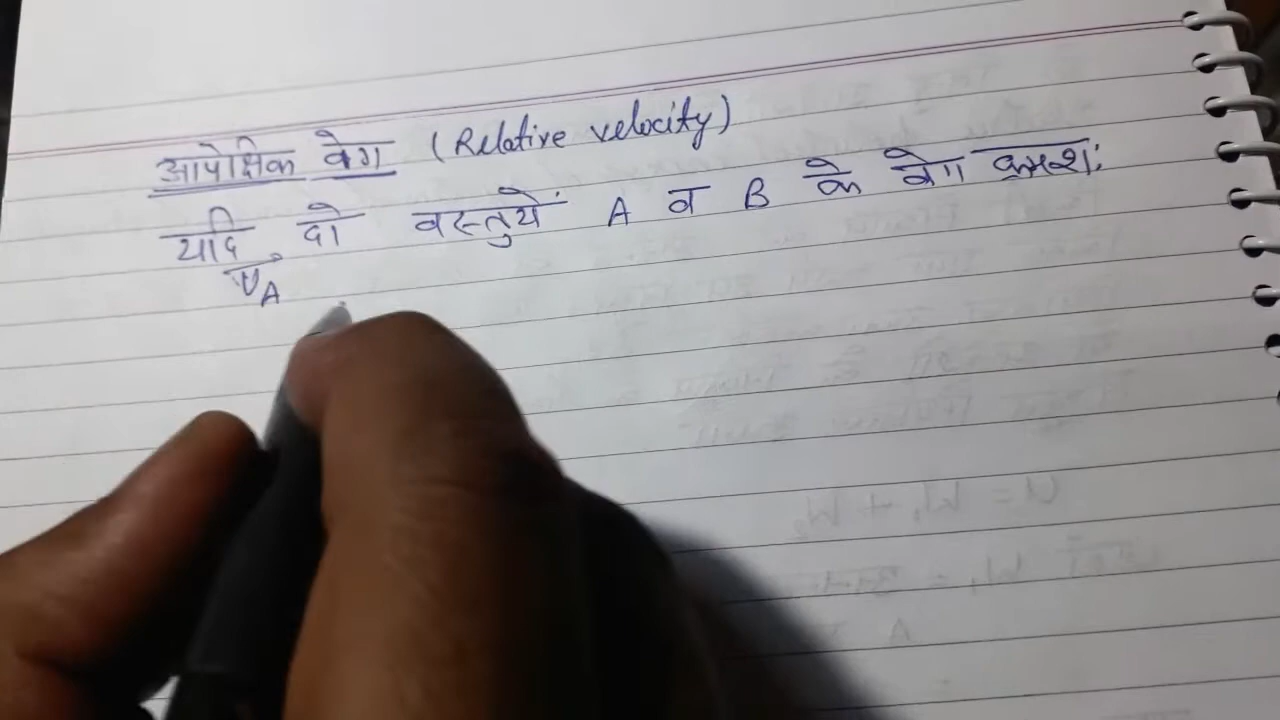 आपेक्षिक वेग (Relative velocity)
यदि दो वस्तुयें A व B के वेग क्रमशः
V⃗A